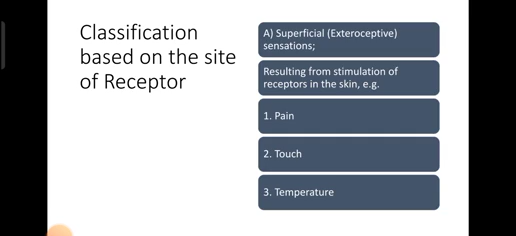 Classification
based on the site
of Receptor
A) Superficial (Exteroceptive)
sensations;
Resulting from stimulation of
receptors in the skin, e.g.
1. Pain
2. Touch
3. Temperature